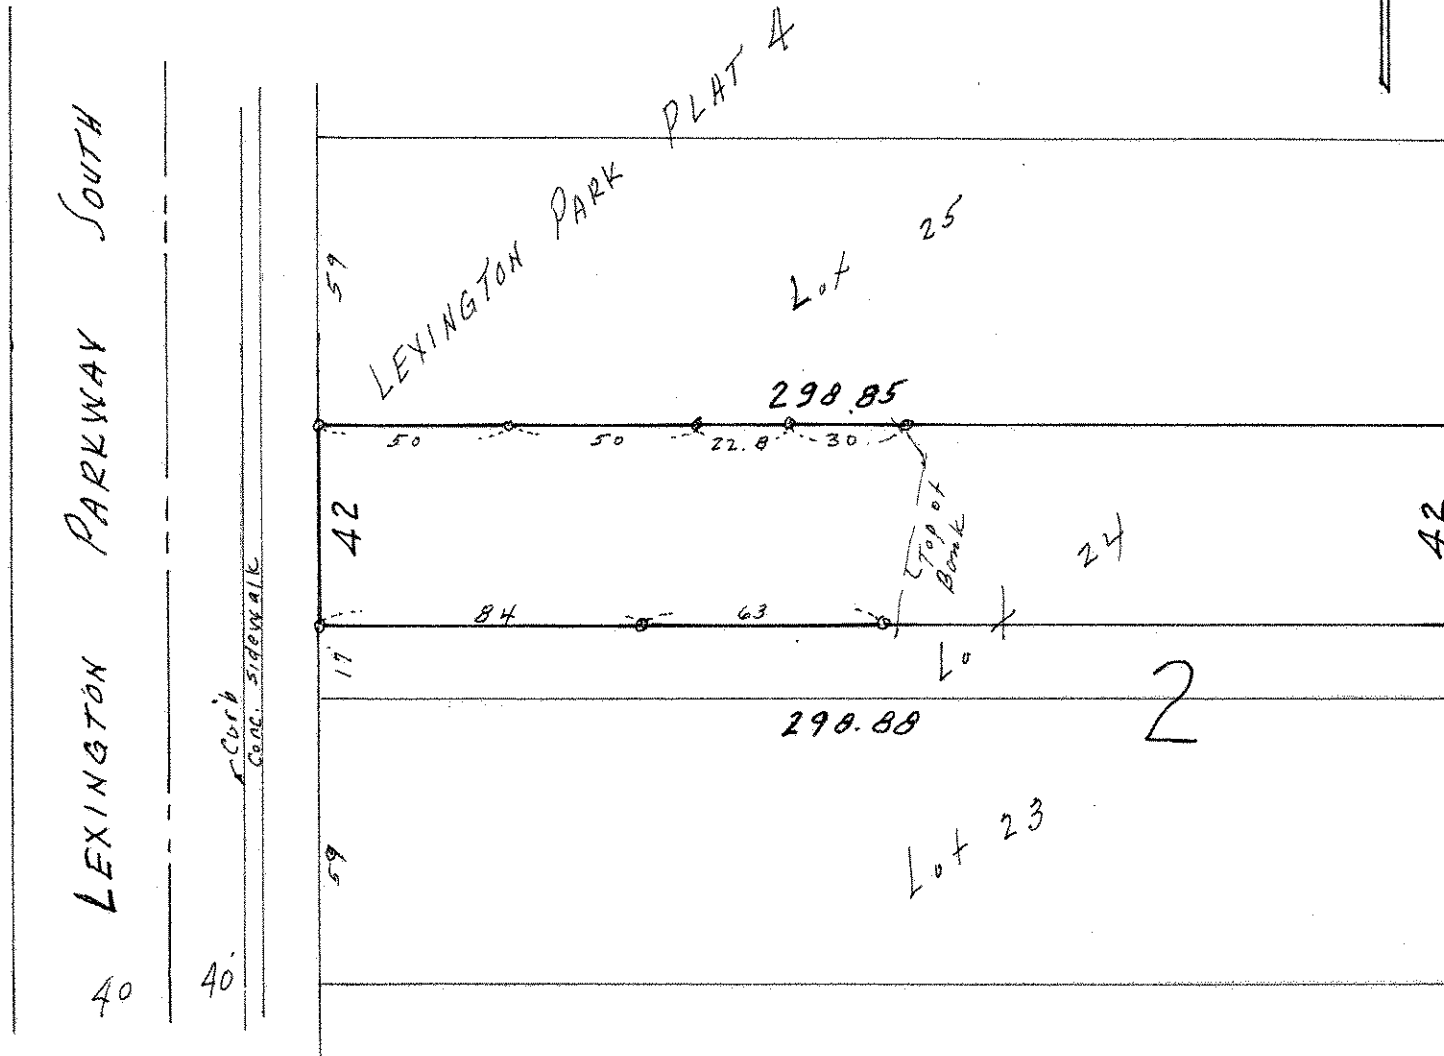 LEXINGTON PARKWAY SOUTH
40
40
Curb
Conc. sidewalk
LEXINGTON PARK PLAT 4
59
Lot 25
298.85
50
50
22.8
30
42
Top of
Bank
42
84
63
17
Lot 24
2
298.88
59
Lot 23